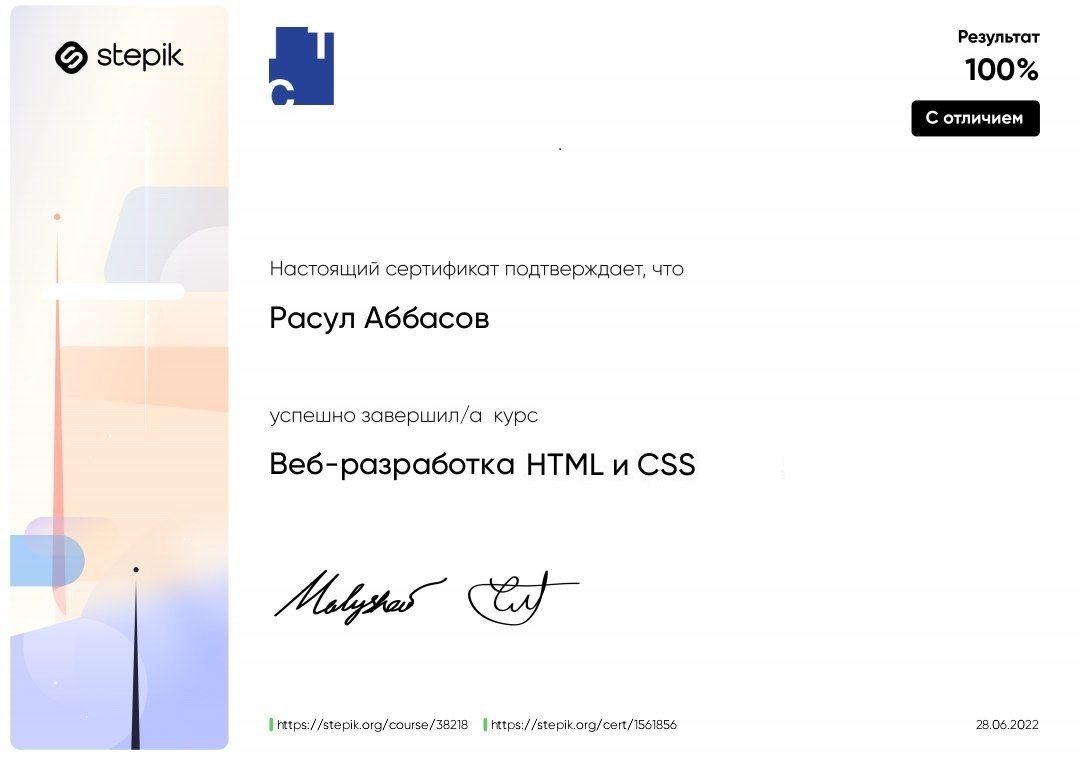 stepik
Результат
100%
С отличием
Настоящий сертификат подтверждает, что
Расул Аббасов
успешно завершил/а курс
Веб-разработка HTML и CSS
Malyshev
https://stepik.org/course/38218 https://stepik.org/cert/1561856
28.06.2022